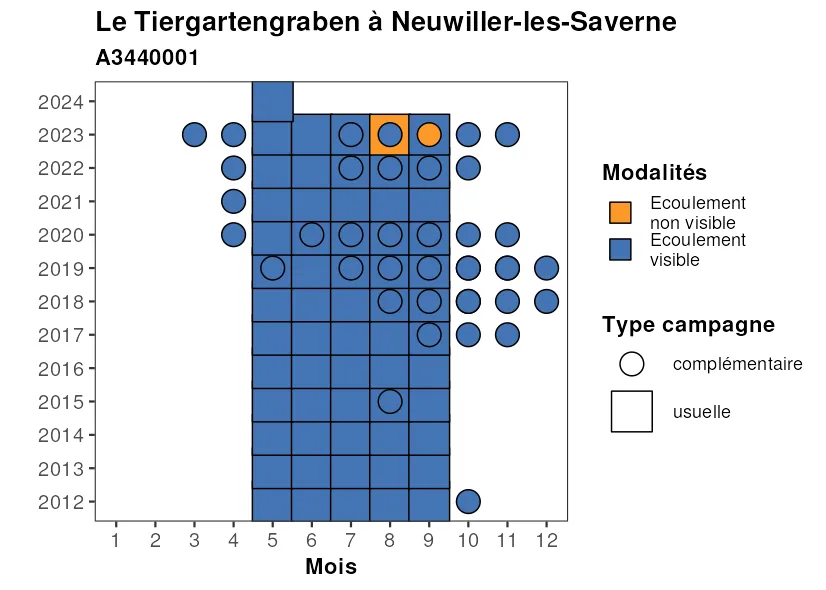 Le Tiergartengraben à Neuwiller-les-Saverne
A3440001
2024
2023
2022
2021
2020
2019
2018
2017
2016
2015
2014
2013
2012
1 2 3 4 5 6 7 8 9 10 11 12
Mois
Modalités
Ecoulement
non visible
Ecoulement
visible
Type campagne
complémentaire
usuelle